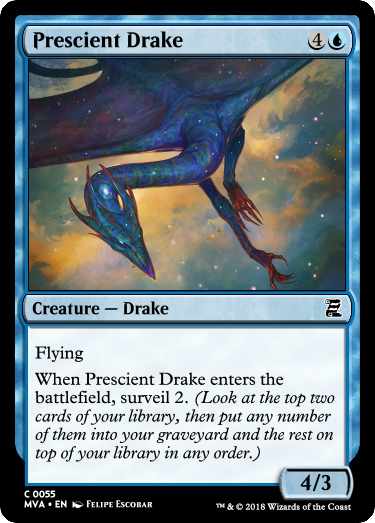 Prescient Drake 4
Creature — Drake
Flying
When Prescient Drake enters the
battlefield, surveil 2. (Look at the top two
cards of your library, then put any number
of them into your graveyard and the rest on
top of your library in any order.)
4/3
C 0055
MVA • EN Felipe Escobar
™ & © 2018 Wizards of the Coast